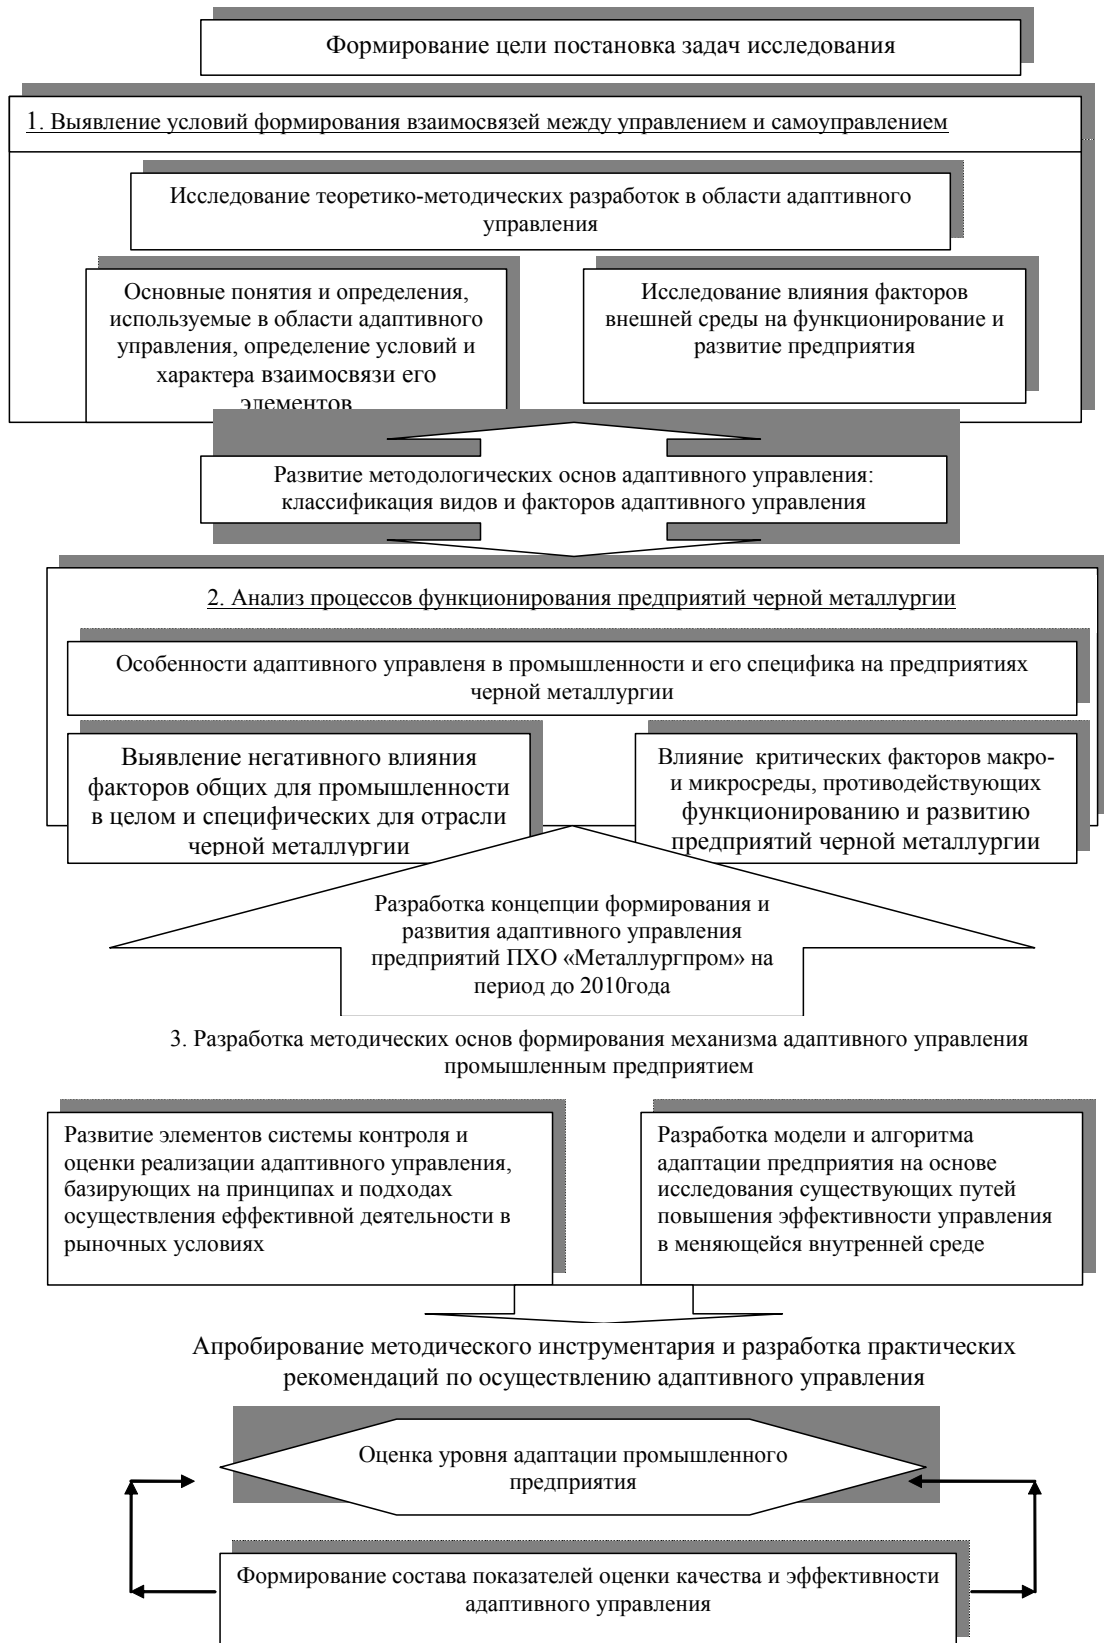 Формирование цели постановка задач исследования
1. Выявление условий формирования взаимосвязей между управлением и самоуправлением
Исследование теоретико-методических разработок в области адаптивного
управления
Основные понятия и определения,
используемые в области адаптивного
управления, определение условий и
характера взаимосвязи его
элементов
Исследование влияния факторов
внешней среды на функционирование и
развитие предприятия
Развитие методологических основ адаптивного управления:
классификация видов и факторов адаптивного управления
2. Анализ процессов функционирования предприятий черной металлургии
Особенности адаптивного управленя в промышленности и его специфика на предприятиях
черной металлургии
Выявление негативного влияния
факторов общих для промышленности
в целом и специфических для отрасли
черной металлургии
Влияние критических факторов макро-
и микросреды, противодействующих
функционированию и развитию
предприятий черной металлургии
Разработка концепции формирования и
развития адаптивного управления
предприятий ПХО «Металлургпром» на
период до 2010года
3. Разработка методических основ формирования механизма адаптивного управления
промышленным предприятием
Развитие элементов системы контроля и
оценки реализации адаптивного управления,
базирующих на принципах и подходах
осуществления еффективной деятельности в
рыночных условиях
Разработка модели и алгоритма
адаптации предприятия на основе
исследования существующих путей
повышения эффективности управления
в меняющейся внутренней среде
Апробирование методического инструментария и разработка практических
рекомендаций по осуществлению адаптивного управления
Оценка уровня адаптации промышленного
предприятия
Формирование состава показателей оценки качества и эффективности
адаптивного управления